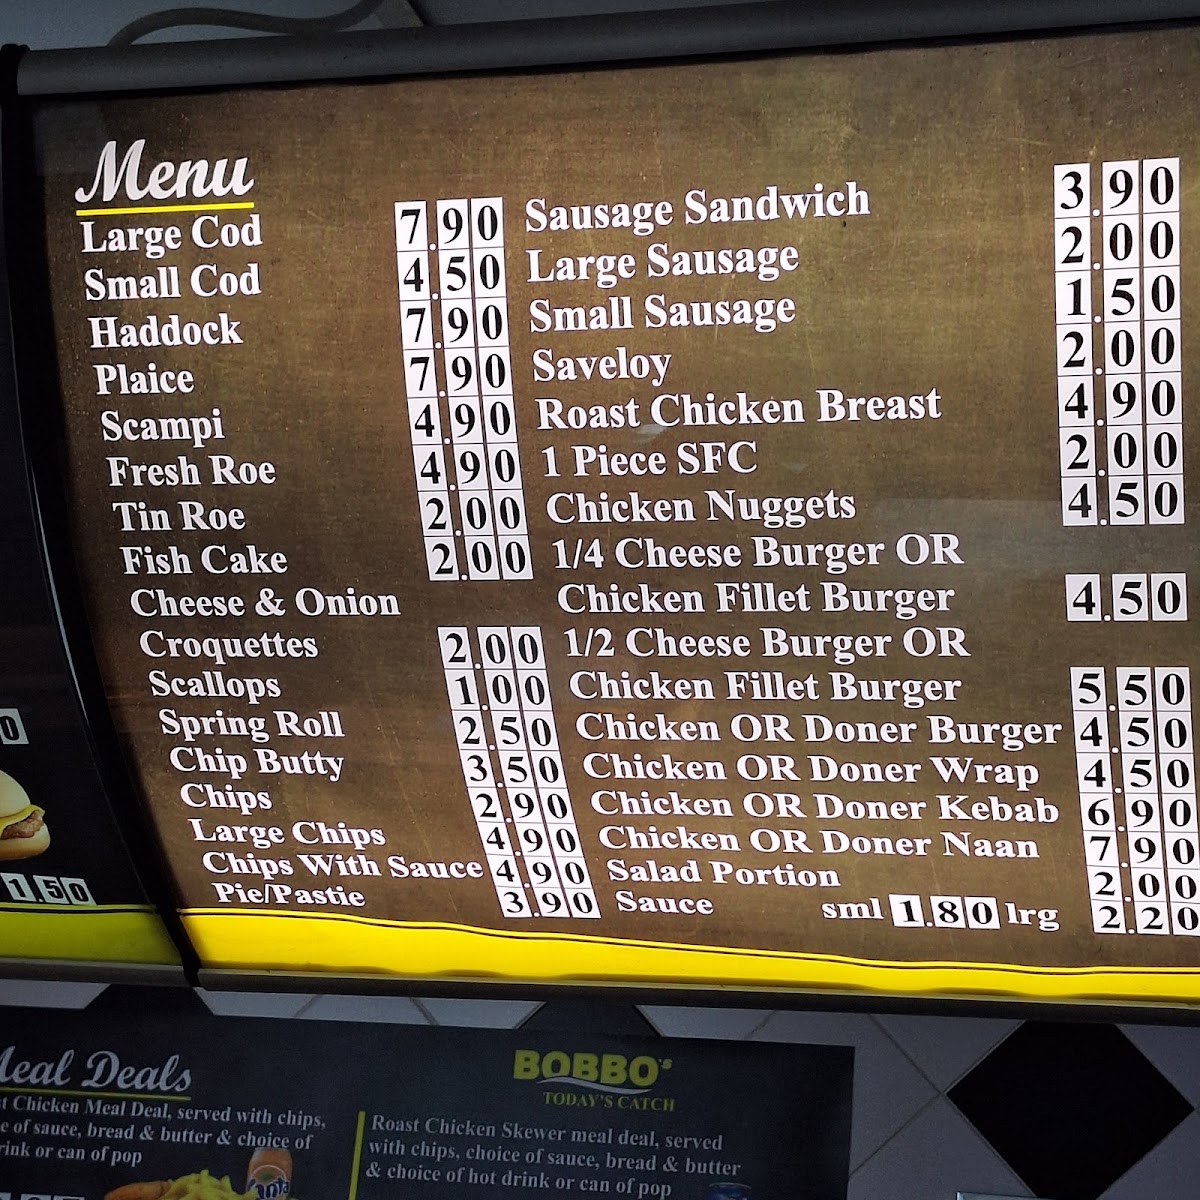 Menu
Large Cod 7.90
Small Cod 4.50
Haddock 7.90
Plaice 7.90
Scampi 4.90
Fresh Roe 4.90
Tin Roe 2.00
Fish Cake 2.00
Cheese & Onion
Croquettes 2.00
Scallops 1.00
Spring Roll 2.50
Chip Butty 3.50
Chips 2.90
Large Chips 4.90
Chips With Sauce 4.90
Pie/Pastie 3.90
Sausage Sandwich 3.90
Large Sausage 2.00
Small Sausage 1.50
Saveloy 2.00
Roast Chicken Breast 4.90
1 Piece SFC 2.00
Chicken Nuggets 4.50
1/4 Cheese Burger OR
Chicken Fillet Burger 4.50
1/2 Cheese Burger OR
Chicken Fillet Burger 5.50
Chicken OR Doner Burger 4.50
Chicken OR Doner Wrap 4.50
Chicken OR Doner Kebab 6.90
Chicken OR Doner Naan 7.90
Salad Portion 2.00
Sauce sml 1.80 lrg 2.20
1.50
Meal Deals
Chicken Meal Deal, served with chips,
of sauce, bread & butter & choice of
or can of pop
Fanta
BOBBO's
TODAY'S CATCH
Roast Chicken Skewer meal deal, served
with chips, choice of sauce, bread & butter
& choice of hot drink or can of pop